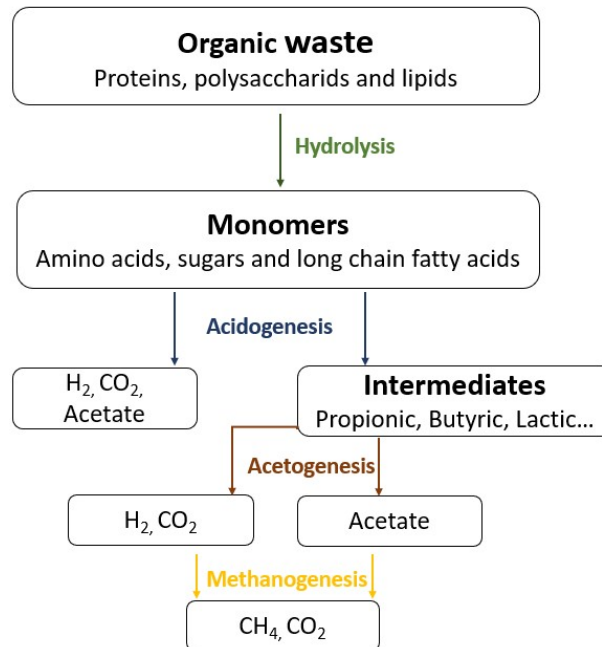 Organic waste
Proteins, polysaccharids and lipids
Hydrolysis
Monomers
Amino acids, sugars and long chain fatty acids
Acidogenesis
H₂, CO₂,
Acetate
Intermediates
Propionic, Butyric, Lactic...
Acetogenesis
H₂, CO₂
Acetate
Methanogenesis
CH₄, CO₂